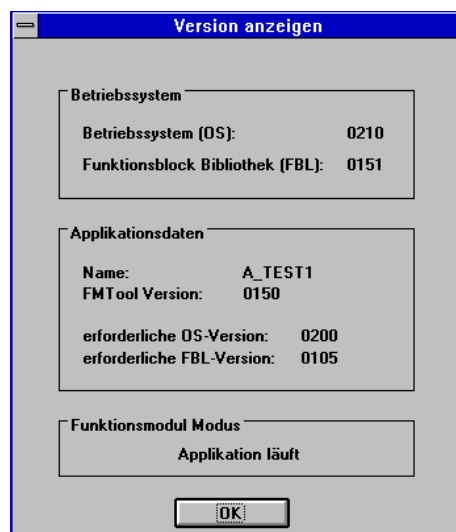 Version anzeigen
Betriebssystem
Betriebssystem (OS): 0210
Funktionsblock Bibliothek (FBL): 0151
Applikationsdaten
Name: A_TEST1
FMTool Version: 0150
erforderliche OS-Version: 0200
erforderliche FBL-Version: 0105
Funktionsmodul Modus
Applikation läuft
OK